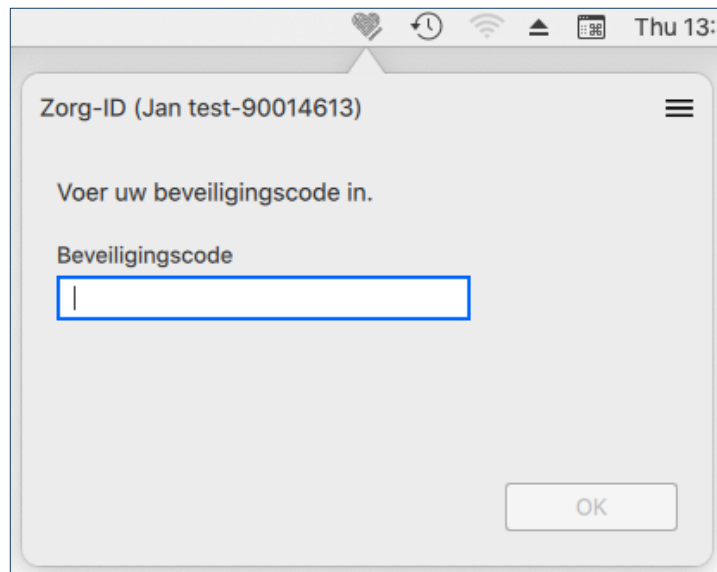 Thu 13:
Zorg-ID (Jan test-90014613)
Voer uw beveiligingscode in.
Beveiligingscode
OK